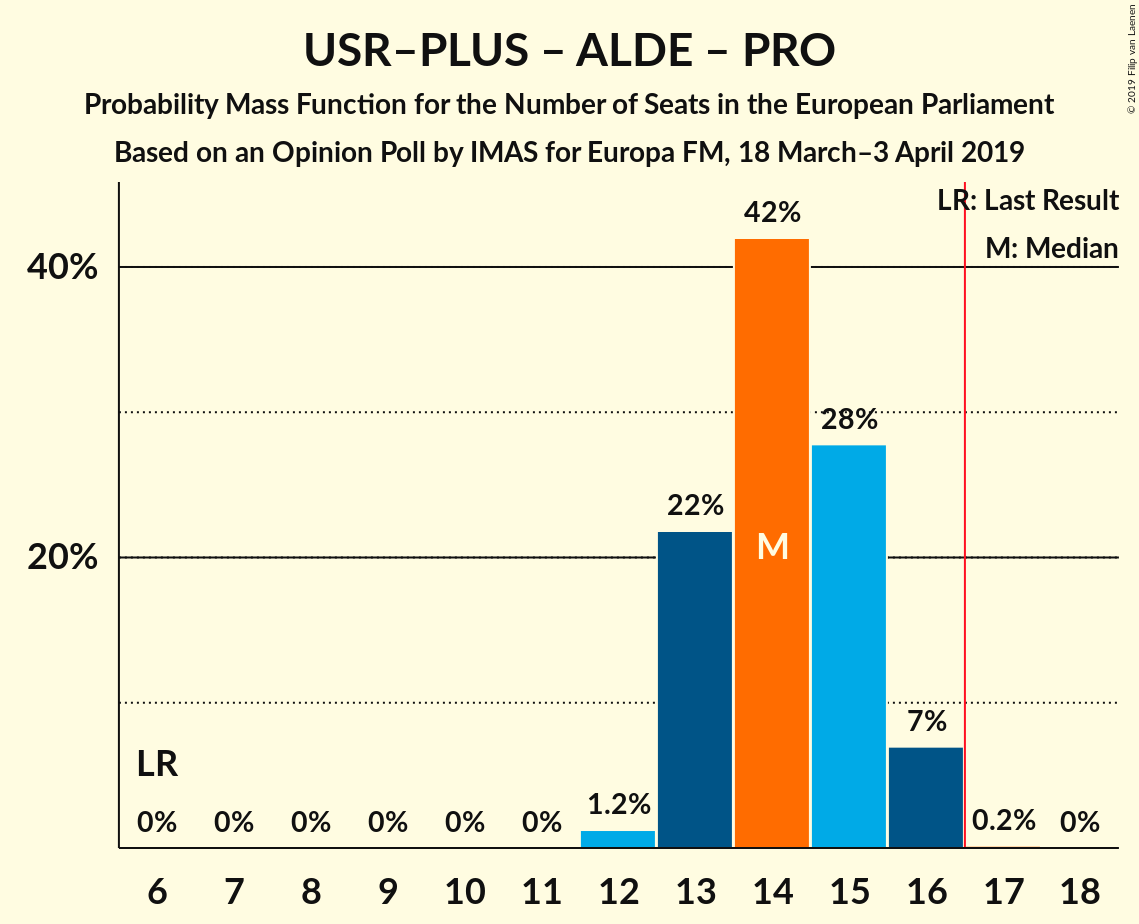 USR–PLUS – ALDE – PRO
Probability Mass Function for the Number of Seats in the European Parliament
Based on an Opinion Poll by IMAS for Europa FM, 18 March–3 April 2019
© 2019 Filip van Laenen
LR: Last Result
M: Median
42%
40%
28%
22%
M
20%
7%
LR
1.2%
0% 0% 0% 0% 0% 0% 0.2% 0%
6 7 8 9 10 11 12 13 14 15 16 17 18